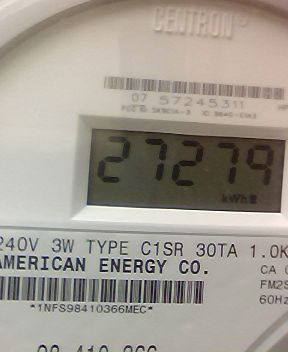 CENTRON
07 57245311
27279
kWh
240V 3W TYPE C1SR 30TA 1.0K
AMERICAN ENERGY CO.
CA 0
FM2S
60Hz
*1NFS98410366MEC*